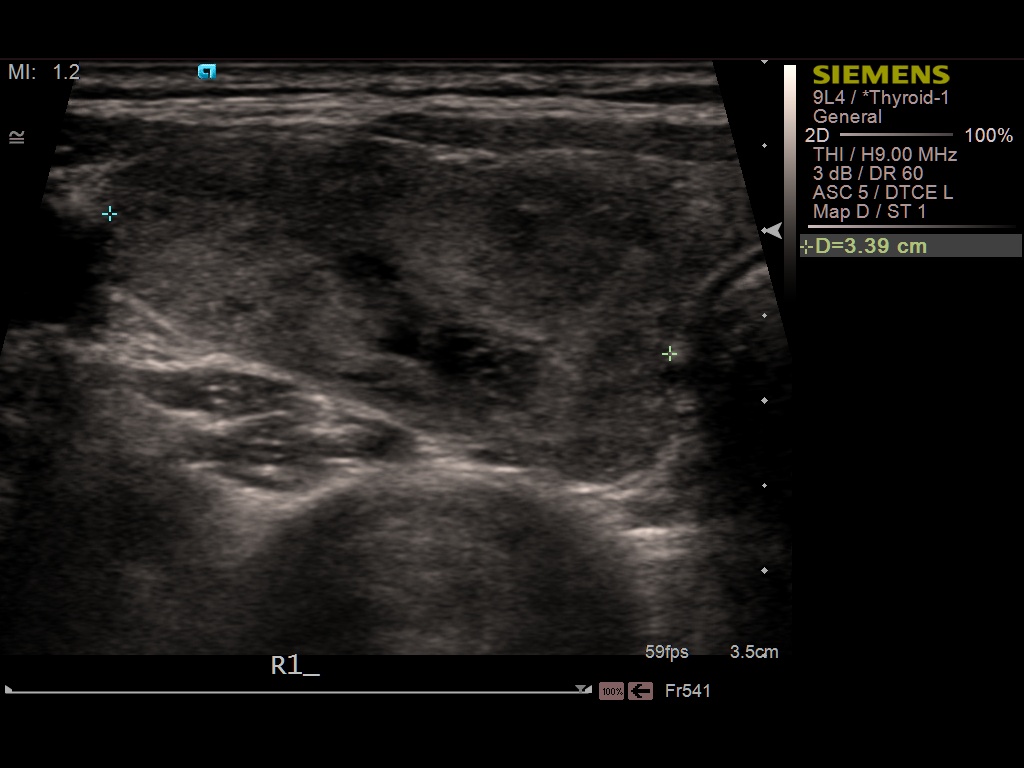 MI: 1.2
SIEMENS
9L4 / *Thyroid-1
General
2D 100%
THI / H9.00 MHz
3 dB / DR 60
ASC 5 / DTCE L
Map D / ST 1
D=3.39 cm
59fps 3.5cm
R1_
100% Fr541